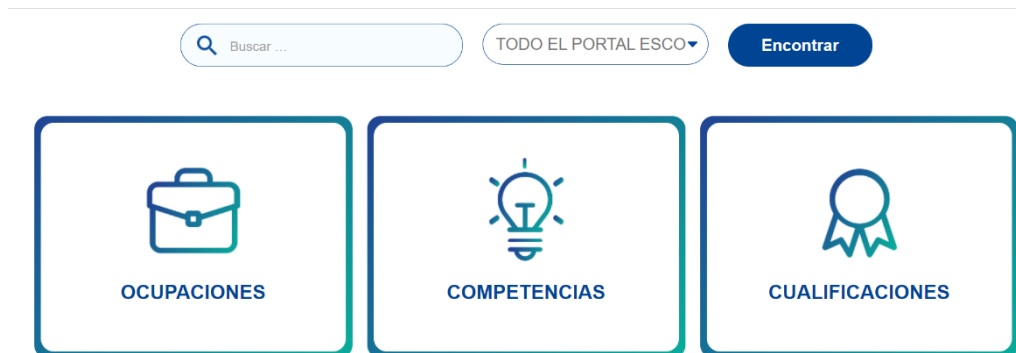 Buscar ...
TODO EL PORTAL ESCO
Encontrar
OCUPACIONES
COMPETENCIAS
CUALIFICACIONES